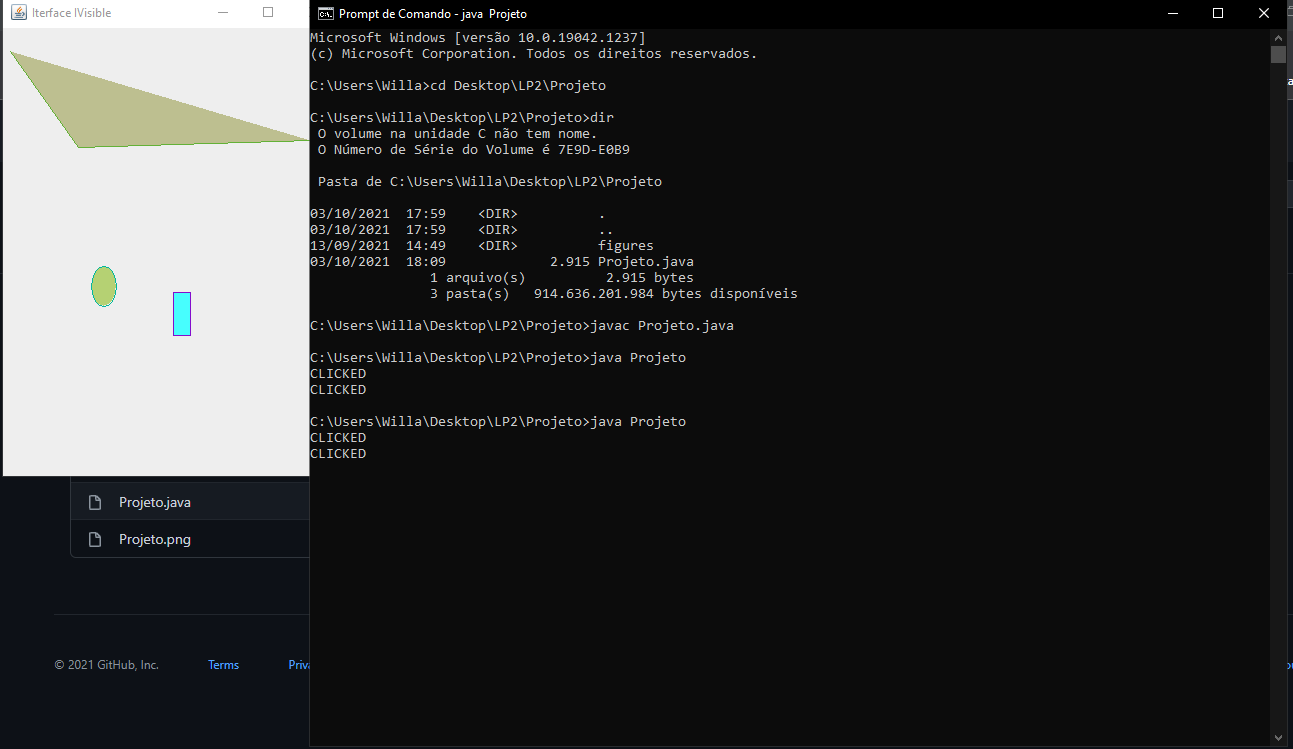 Iterface IVisible
Prompt de Comando - java  Projeto
Microsoft Windows [versão 10.0.19042.1237]
(c) Microsoft Corporation. Todos os direitos reservados.
C:\Users\Willa>cd Desktop\LP2\Projeto
C:\Users\Willa\Desktop\LP2\Projeto>dir
 O volume na unidade C não tem nome.
 O Número de Série do Volume é 7E9D-E0B9
 Pasta de C:\Users\Willa\Desktop\LP2\Projeto
03/10/2021  17:59    <DIR>          .
03/10/2021  17:59    <DIR>          ..
13/09/2021  14:49    <DIR>          figures
03/10/2021  18:09             2.915 Projeto.java
               1 arquivo(s)          2.915 bytes
               3 pasta(s)   914.636.201.984 bytes disponíveis
C:\Users\Willa\Desktop\LP2\Projeto>javac Projeto.java
C:\Users\Willa\Desktop\LP2\Projeto>java Projeto
CLICKED
CLICKED
C:\Users\Willa\Desktop\LP2\Projeto>java Projeto
CLICKED
CLICKED
Projeto.java
Projeto.png
© 2021 GitHub, Inc.
Terms